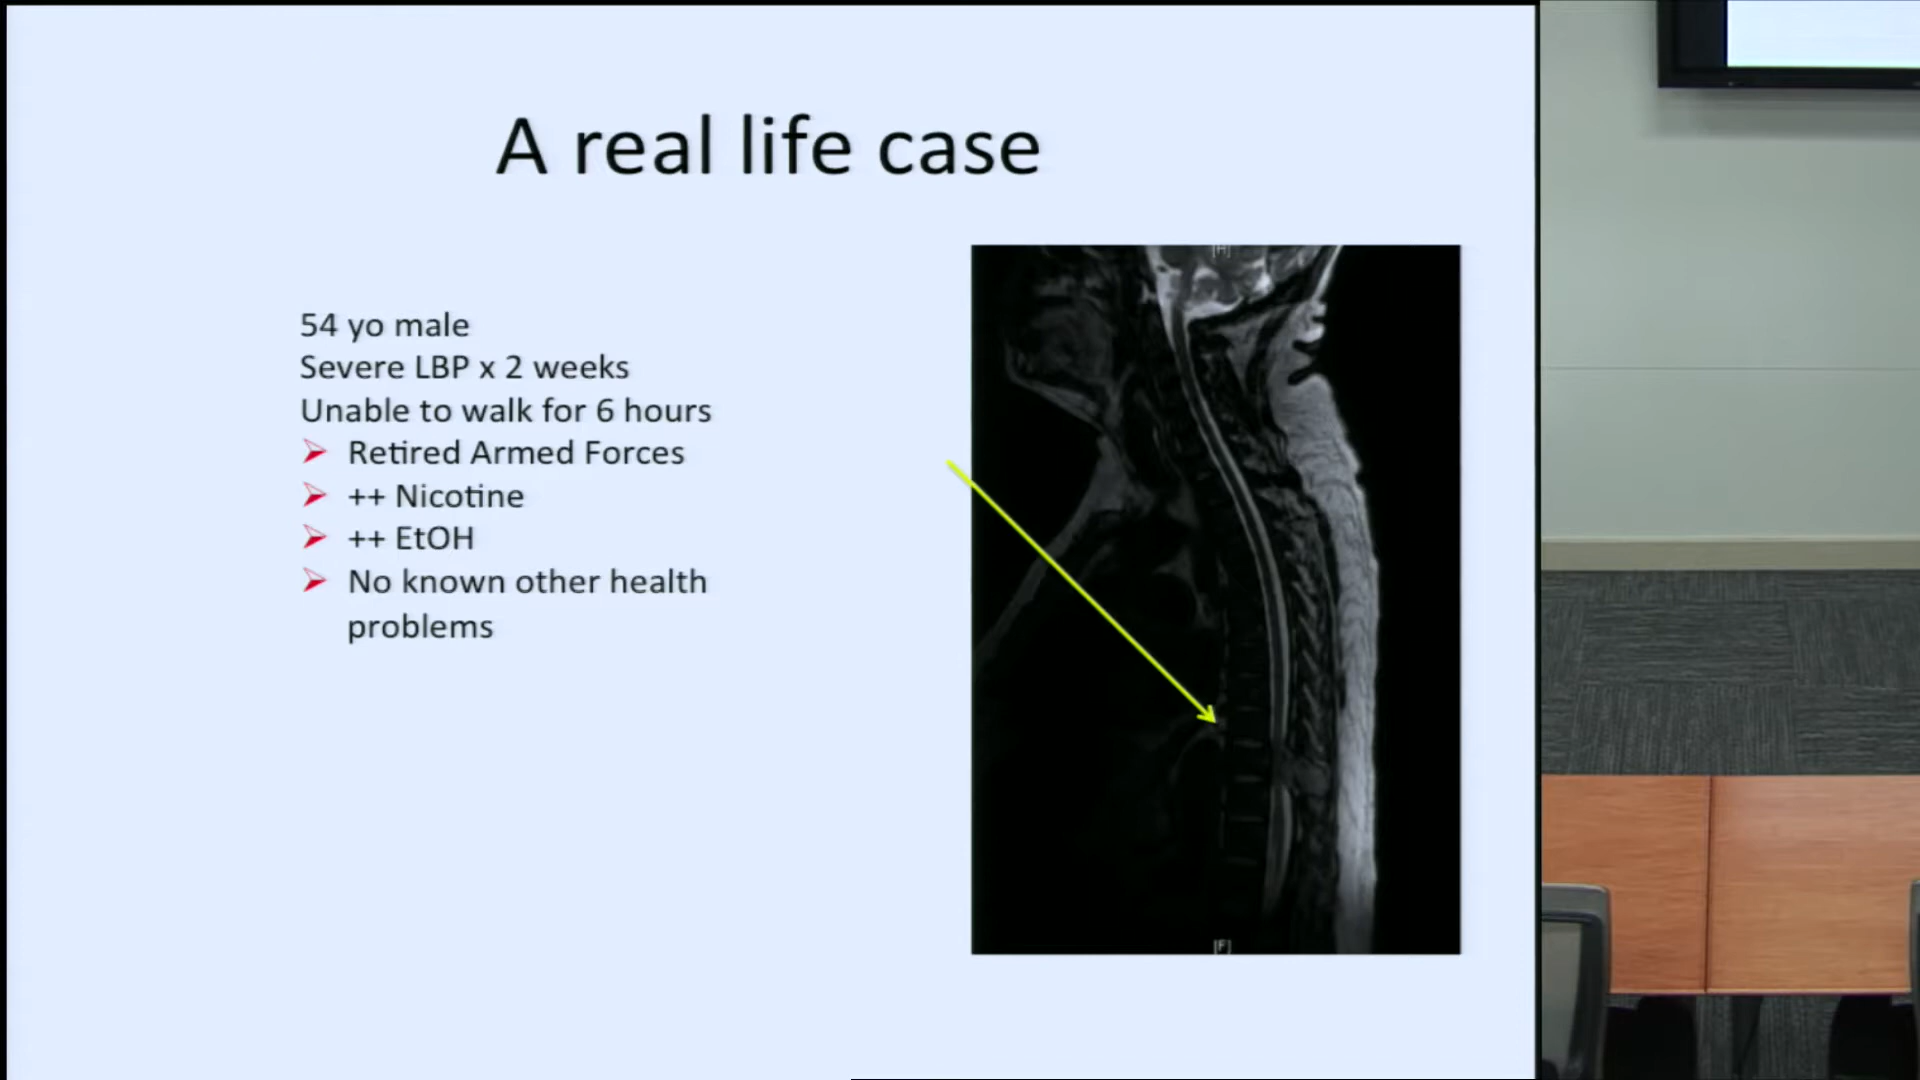 A real life case
54 yo male
Severe LBP x 2 weeks
Unable to walk for 6 hours
Retired Armed Forces
++ Nicotine
++ EtOH
No known other health
problems
[H]
[F]